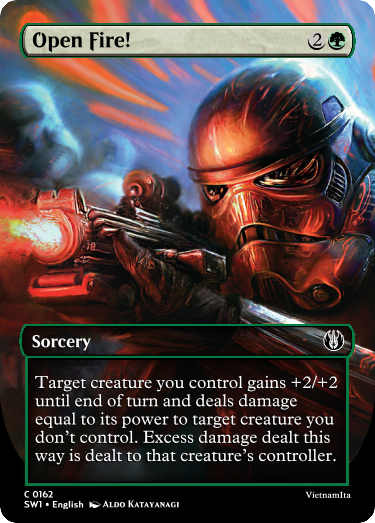 Open Fire! 2
Sorcery
Target creature you control gains +2/+2
until end of turn and deals damage
equal to its power to target creature you
don't control. Excess damage dealt this
way is dealt to that creature's controller.
C 0162
SW1 • English Aldo Katayanagi
VietnamIta